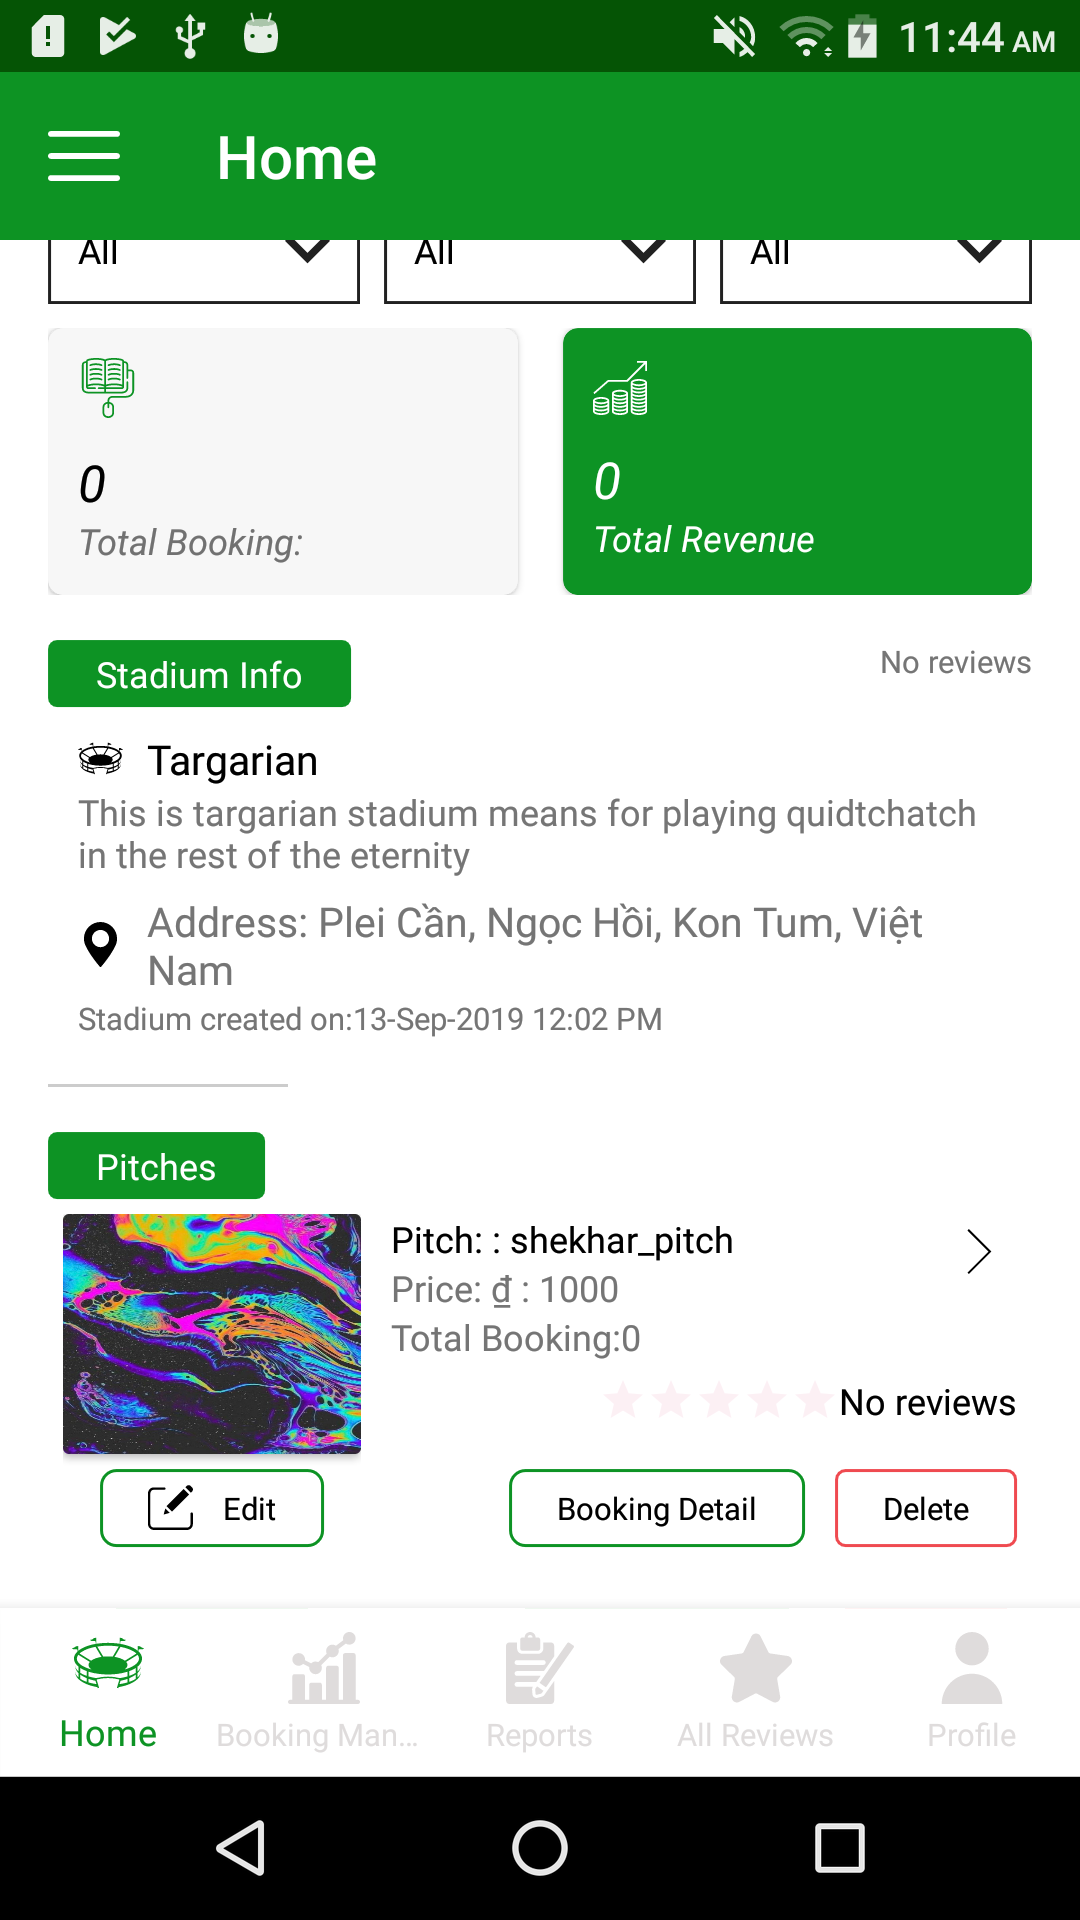 11:44 AM
Home
All All All
0
Total Booking:
0
Total Revenue
Stadium Info
No reviews
Targarian
This is targarian stadium means for playing quidtchatch
in the rest of the eternity
Address: Plei Cần, Ngọc Hồi, Kon Tum, Việt
Nam
Stadium created on:13-Sep-2019 12:02 PM
Pitches
Pitch: : shekhar_pitch
Price: ₫ : 1000
Total Booking:0
No reviews
Edit
Booking Detail
Delete
Home
Booking Man...
Reports
All Reviews
Profile